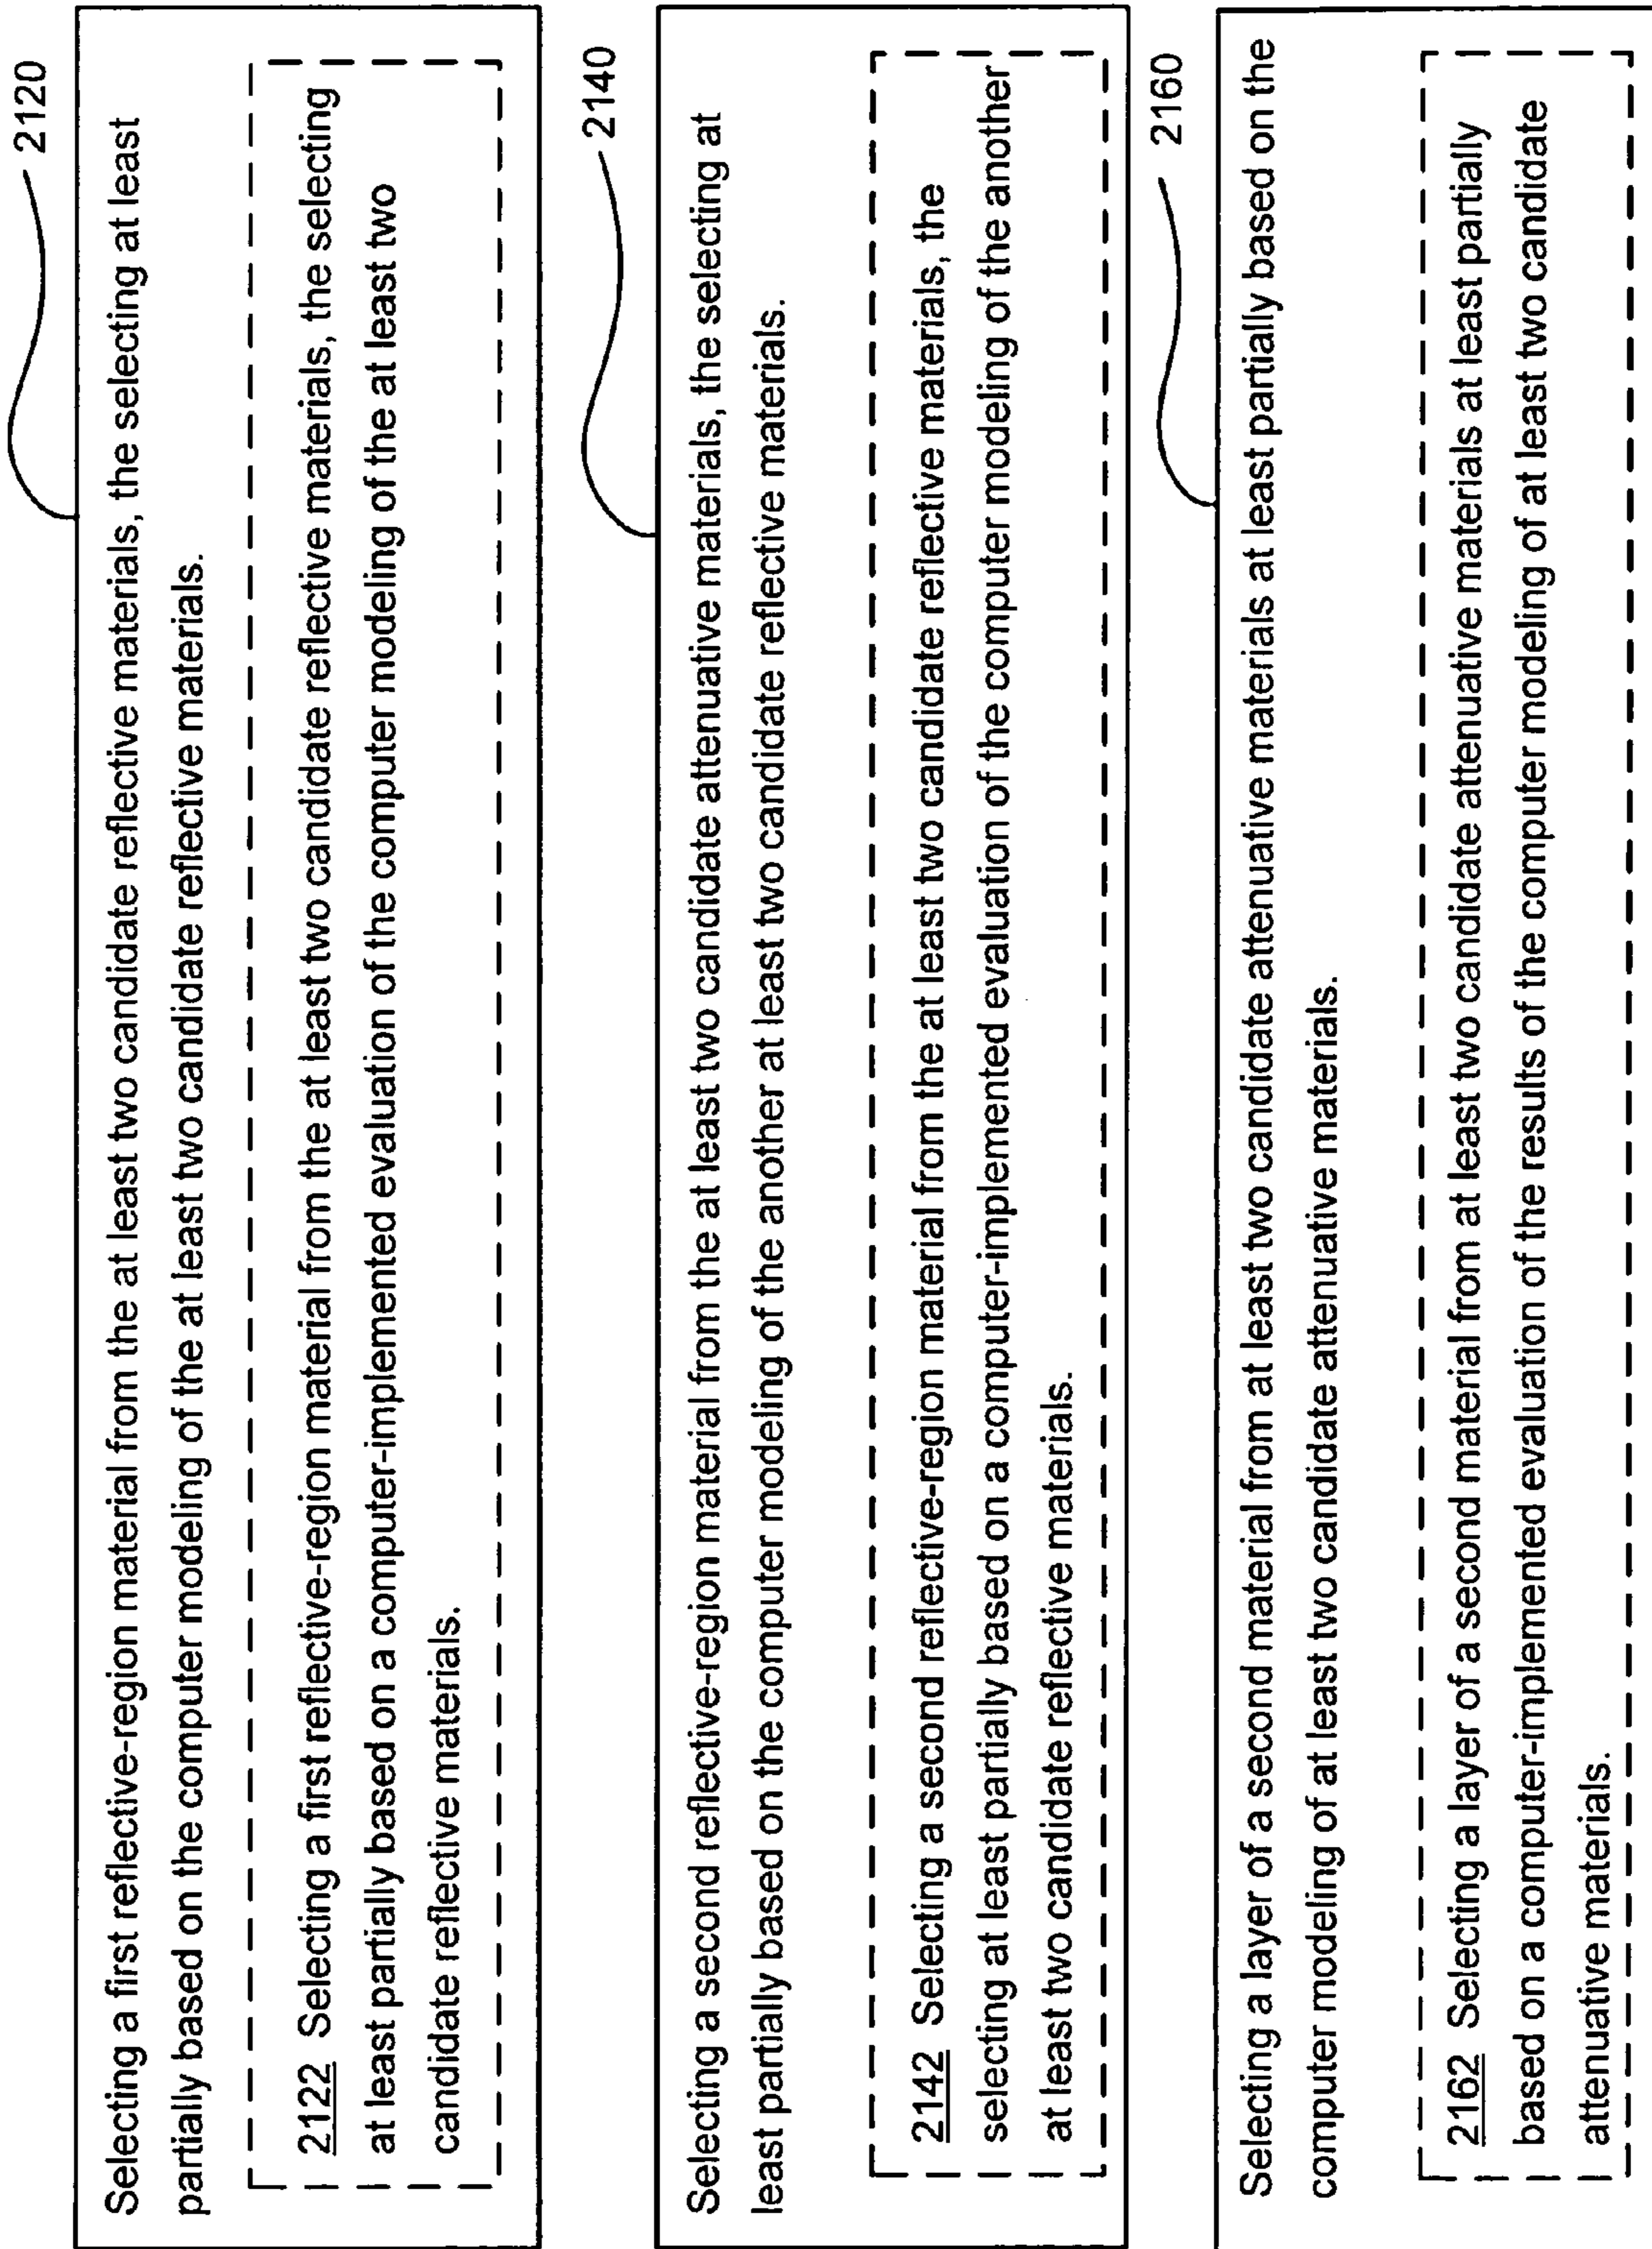 2120
Selecting a first reflective-region material from the at least two candidate reflective materials, the selecting at least
partially based on the computer modeling of the at least two candidate reflective materials.
2122 Selecting a first reflective-region material from the at least two candidate reflective materials, the selecting
at least partially based on a computer-implemented evaluation of the computer modeling of the at least two
candidate reflective materials.
2140
Selecting a second reflective-region material from the at least two candidate attenuative materials, the selecting at
least partially based on the computer modeling of the another at least two candidate reflective materials.
2142 Selecting a second reflective-region material from the at least two candidate reflective materials, the
selecting at least partially based on a computer-implemented evaluation of the computer modeling of the another
at least two candidate reflective materials.
2160
Selecting a layer of a second material from at least two candidate attenuative materials at least partially based on the
computer modeling of at least two candidate attenuative materials.
2162 Selecting a layer of a second material from at least two candidate attenuative materials at least partially
based on a computer-implemented evaluation of the results of the computer modeling of at least two candidate
attenuative materials.